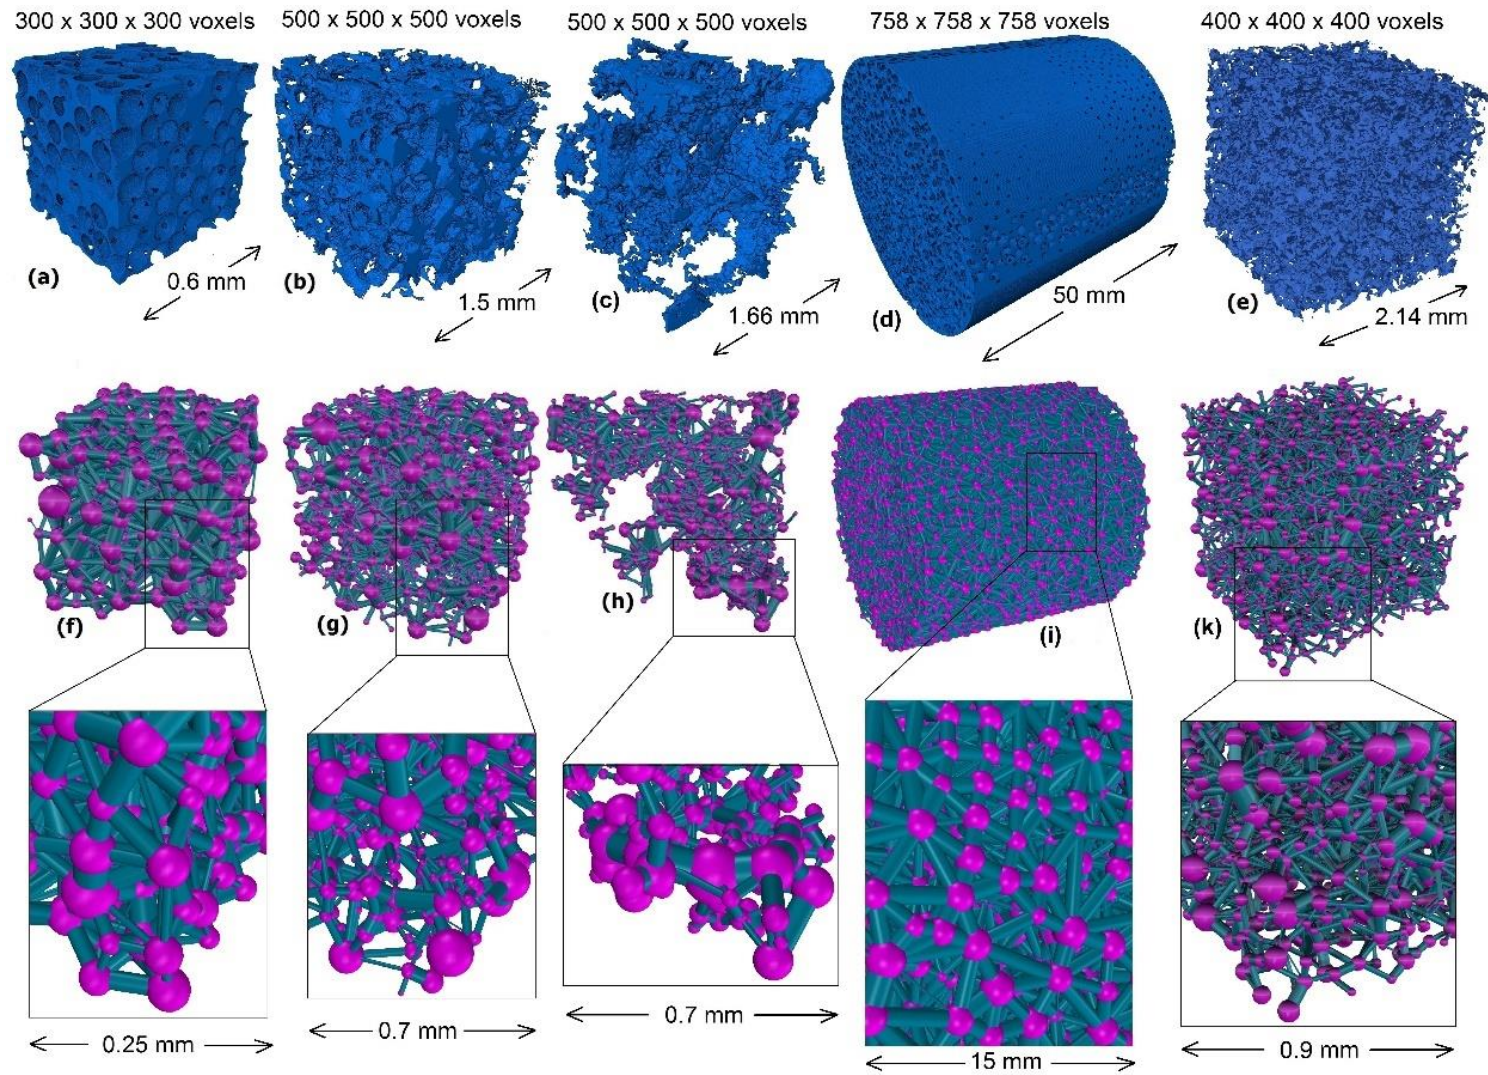 300 x 300 x 300 voxels
500 x 500 x 500 voxels
500 x 500 x 500 voxels
758 x 758 x 758 voxels
400 x 400 x 400 voxels
(a)
0.6 mm
(b)
1.5 mm
(c)
1.66 mm
(d)
50 mm
(e)
2.14 mm
(f)
(g)
(h)
(i)
(k)
0.25 mm
0.7 mm
0.7 mm
15 mm
0.9 mm